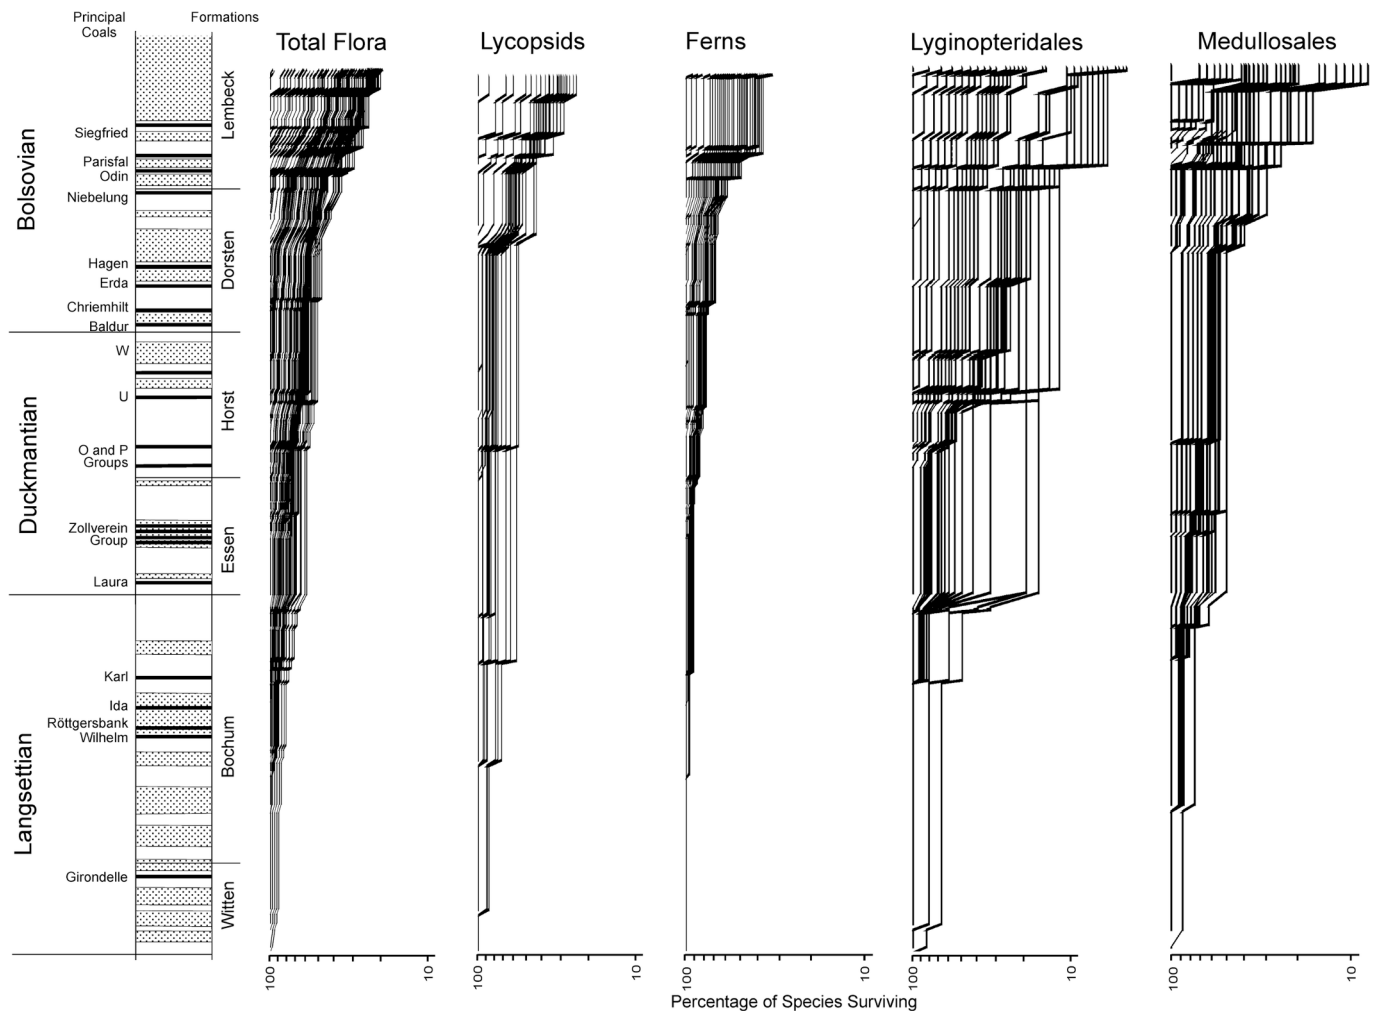 Principal
Coals
Formations
Total Flora
Lycopsids
Ferns
Lyginopteridales
Medullosales
Bolsovian
Duckmantian
Langsettian
Siegfried
Parisfal
Odin
Niebelung
Hagen
Erda
Chriemhilt
Baldur
W
U
O and P
Groups
Zollverein
Group
Laura
Karl
Ida
Röttgersbank
Wilhelm
Girondelle
Lembeck
Dorsten
Horst
Essen
Bochum
Witten
100
10
100
10
100
10
100
10
100
10
Percentage of Species Surviving